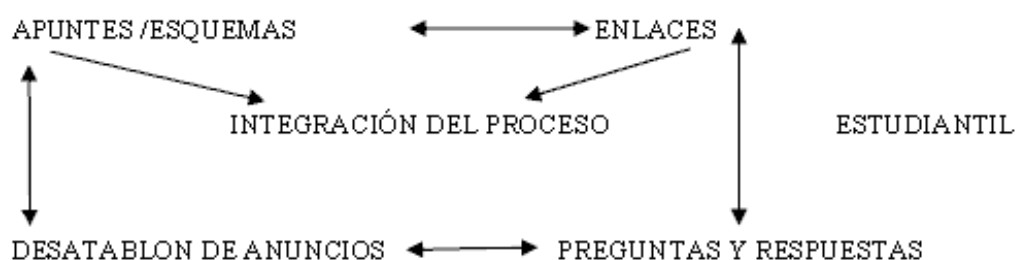 APUNTES /ESQUEMAS ENLACES
INTEGRACIÓN DEL PROCESO ESTUDIANTIL
DESATABLON DE ANUNCIOS PREGUNTAS Y RESPUESTAS